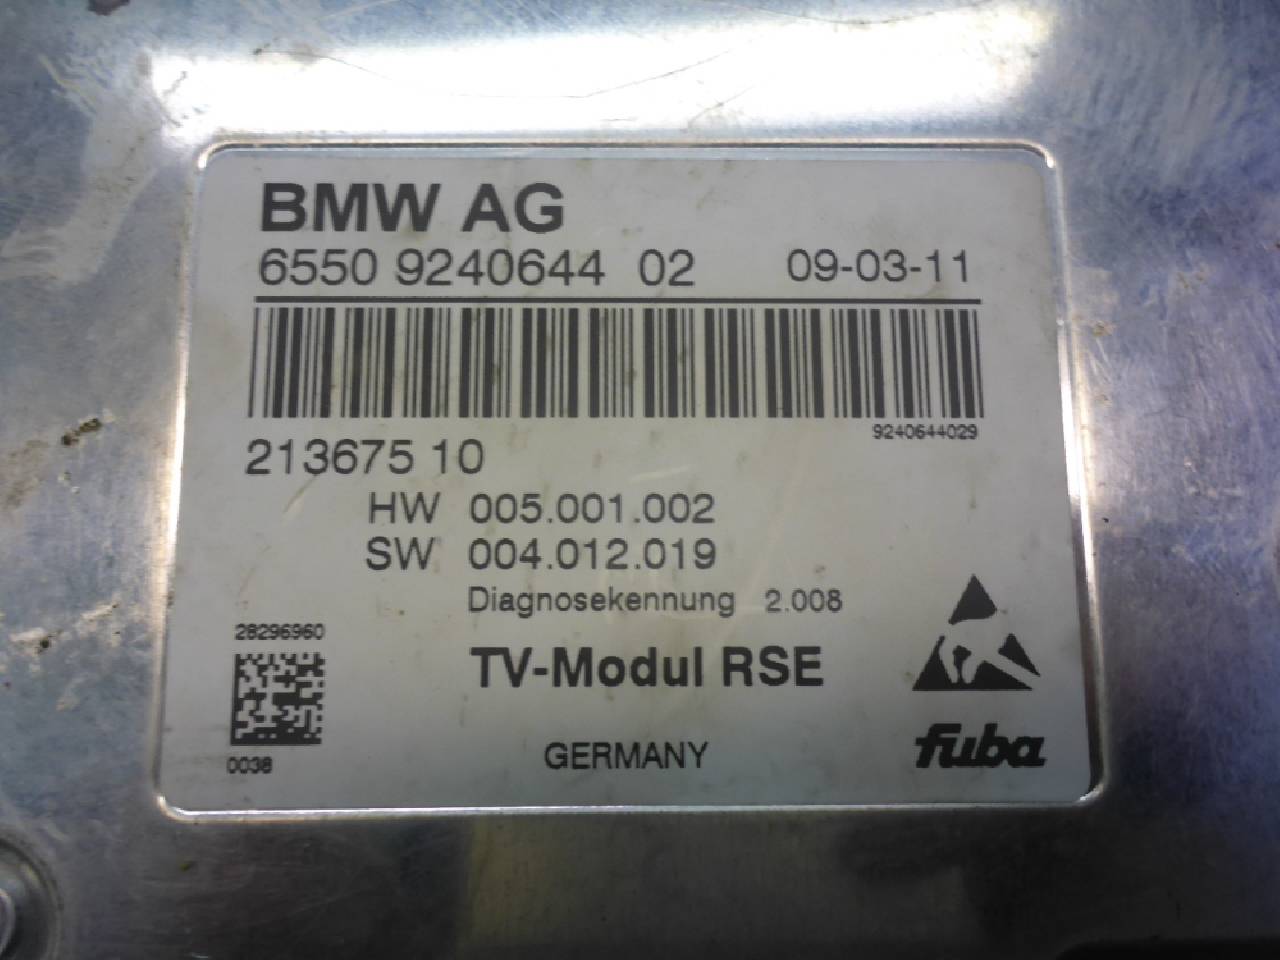 BMW AG
6550 9240644 02 09-03-11
9240644029
213675 10
HW 005.001.002
SW 004.012.019
Diagnosekennung 2.008
28296960
TV-Modul RSE
0038
GERMANY
fuba